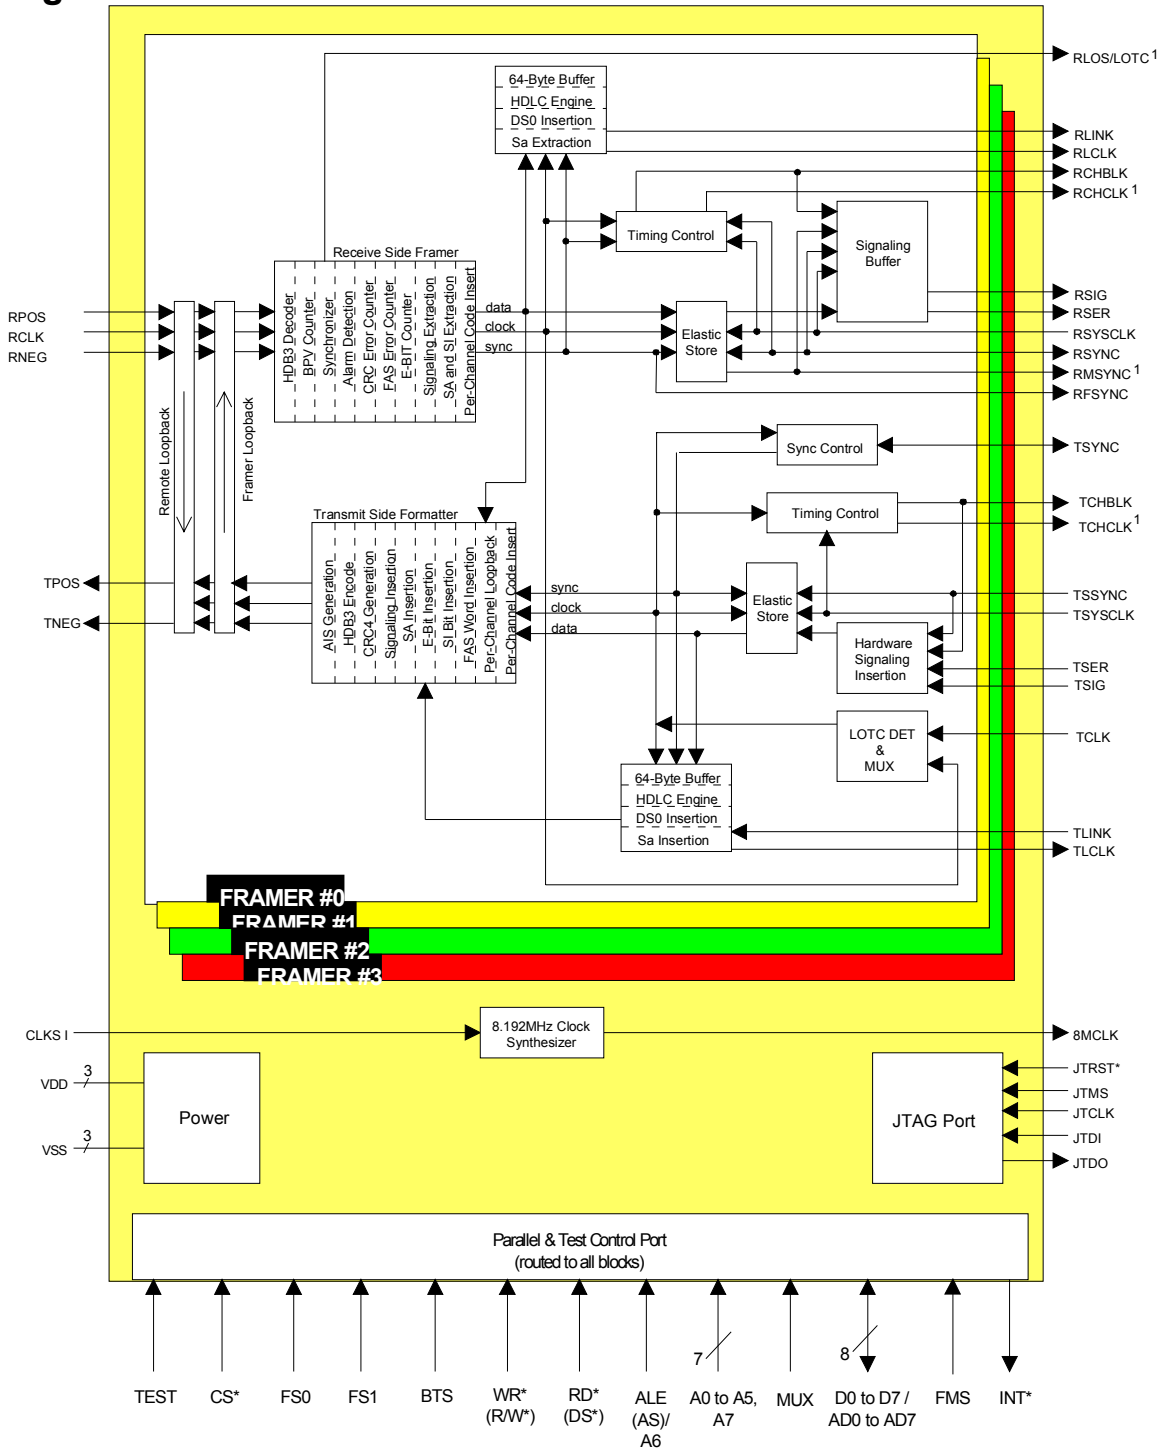 g
RLOS/LOTC 1
64-Byte Buffer
HDLC Engine
DS0 Insertion
Sa Extraction
RLINK
RLCLK
RCHBLK
RCHCLK 1
Timing Control
Signaling
Buffer
Receive Side Framer
HDB3 Decoder
BPV Counter
Synchronizer
Alarm Detection
CRC Error Counter
FAS Error Counter
E-BIT Counter
Signaling Extraction
SA and SI Extraction
Per-Channel Code Insert
data
clock
sync
Elastic
Store
RPOS
RCLK
RNEG
RSIG
RSER
RSYSCLK
RSYNC
RMSYNC 1
RFSYNC
Remote Loopback
Framer Loopback
Sync Control
TSYNC
Transmit Side Formatter
AIS Generation
HDB3 Encode
CRC4 Generation
Signaling Insertion
SA Insertion
E-Bit Insertion
SI Bit Insertion
FAS Word Insertion
Per-Channel Loopback
Per-Channel Code Insert
Timing Control
TCHBLK
TCHCLK 1
sync
clock
data
Elastic
Store
TPOS
TNEG
TSSYNC
TSYSCLK
Hardware
Signaling
Insertion
TSER
TSIG
LOTC DET
&
MUX
TCLK
64-Byte Buffer
HDLC Engine
DS0 Insertion
Sa Insertion
TLINK
TLCLK
FRAMER #0
FRAMER #1
FRAMER #2
FRAMER #3
CLKS I
8.192MHz Clock
Synthesizer
8MCLK
VDD
3
VSS
3
Power
JTAG Port
JTRST*
JTMS
JTCLK
JTDI
JTDO
Parallel & Test Control Port
(routed to all blocks)
7
8
TEST
CS*
FS0
FS1
BTS
WR*
(R/W*)
RD*
(DS*)
ALE
(AS)/
A6
A0 to A5,
A7
MUX
D0 to D7 /
AD0 to AD7
FMS
INT*